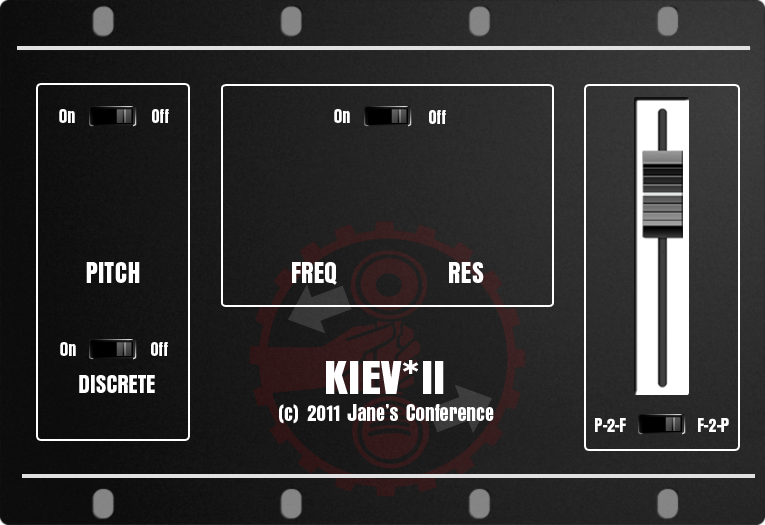 On Off
On Off
PITCH
FREQ RES
On Off
DISCRETE
KIEV*II
(c) 2011 Jane's Conference
P-2-F F-2-P